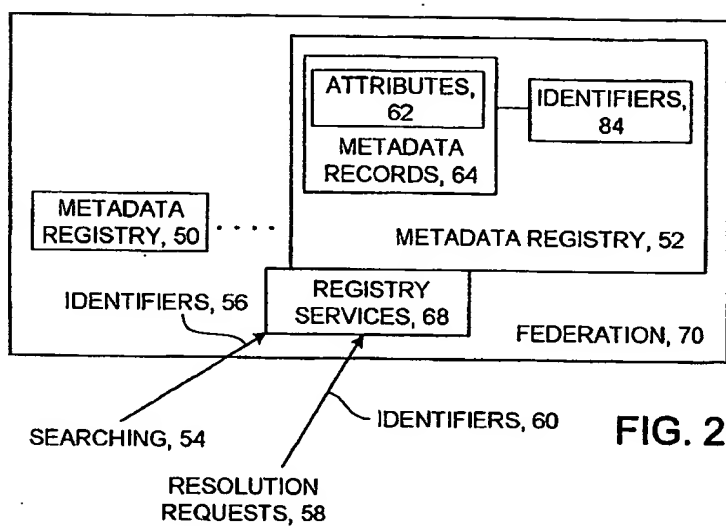 ATTRIBUTES,
62
IDENTIFIERS,
84
METADATA
RECORDS, 64
METADATA
REGISTRY, 50
METADATA REGISTRY, 52
IDENTIFIERS, 56
REGISTRY
SERVICES, 68
FEDERATION, 70
SEARCHING, 54
IDENTIFIERS, 60
FIG. 2
RESOLUTION
REQUESTS, 58